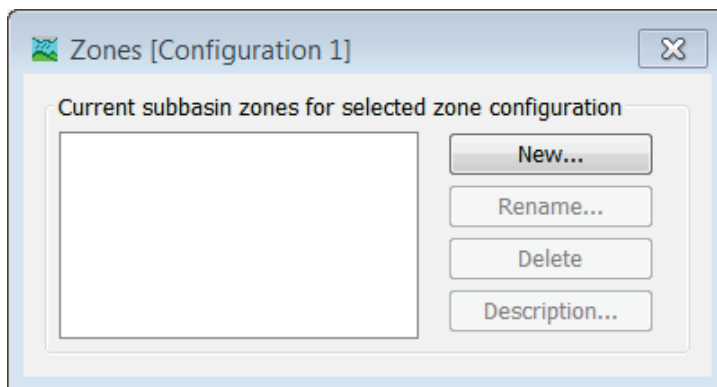 Zones [Configuration 1]
Current subbasin zones for selected zone configuration
New...
Rename...
Delete
Description...